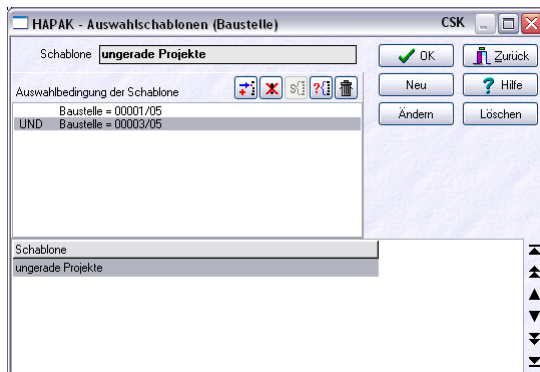 HAPAK - Auswahlschablonen (Baustelle) CSK
Schablone ungerade Projekte
OK Zurück
Auswahlbedingung der Schablone
Neu Hilfe
Ändern Löschen
Baustelle = 00001/05
UND Baustelle = 00003/05
Schablone
ungerade Projekte